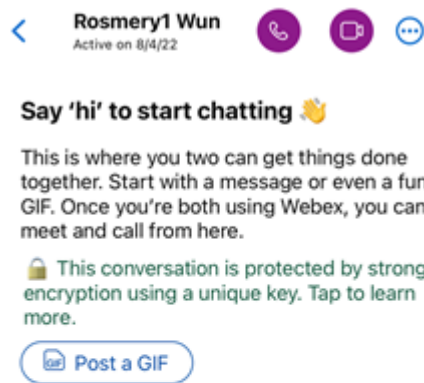 Rosmery1 Wun
Active on 8/4/22
Say ‘hi’ to start chatting 👋
This is where you two can get things done
together. Start with a message or even a fun
GIF. Once you’re both using Webex, you can
meet and call from here.
🔒 This conversation is protected by strong
encryption using a unique key. Tap to learn
more.
GIF Post a GIF